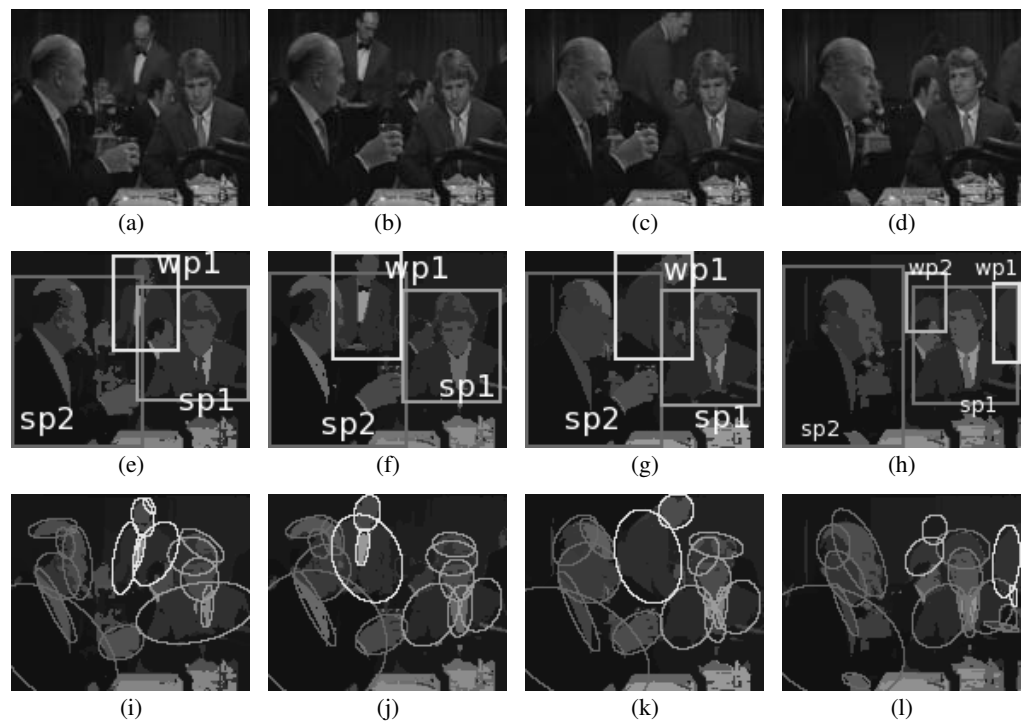 (a) (b) (c) (d)
wp1 sp2 sp1
wp1 sp2 sp1
wp1 sp2 sp1
wp2 wp1 sp1 sp2
(e) (f) (g) (h)
(i) (j) (k) (l)